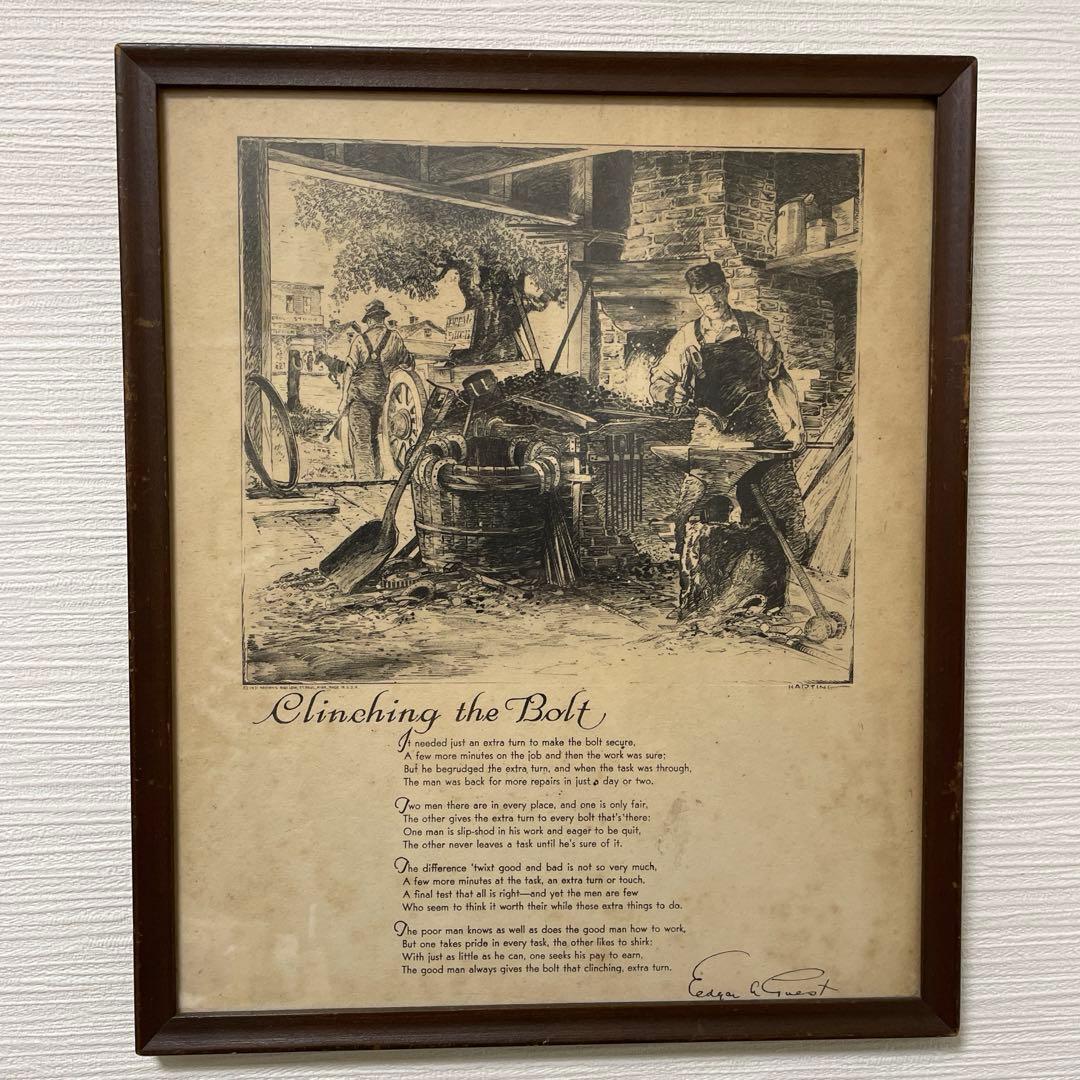 STORE
HARTING
Clinching the Bolt
It needed just an extra turn to make the bolt secure,
A few more minutes on the job and then the work was sure;
But he begrudged the extra turn, and when the task was through,
The man was back for more repairs in just a day or two.
Two men there are in every place, and one is only fair,
The other gives the extra turn to every bolt that's there;
One man is slip-shod in his work and eager to be quit,
The other never leaves a task until he's sure of it.
The difference 'twixt good and bad is not so very much,
A few more minutes at the task, an extra turn or touch,
A final test that all is right—and yet the men are few
Who seem to think it worth their while these extra things to do.
The poor man knows as well as does the good man how to work,
But one takes pride in every task, the other likes to shirk;
With just as little as he can, one seeks his pay to earn,
The good man always gives the bolt that clinching, extra turn.
Edgar A Guest